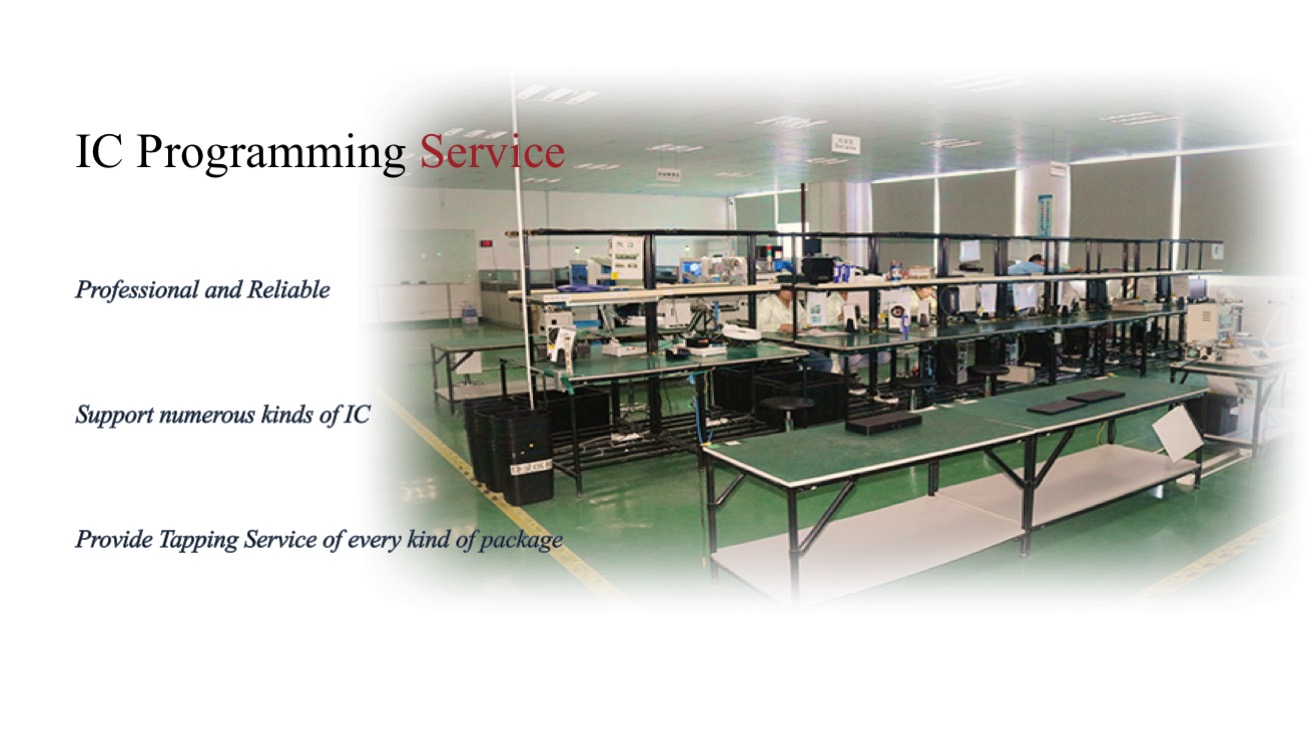 IC Programming Service
Professional and Reliable
Support numerous kinds of IC
Provide Tapping Service of every kind of package